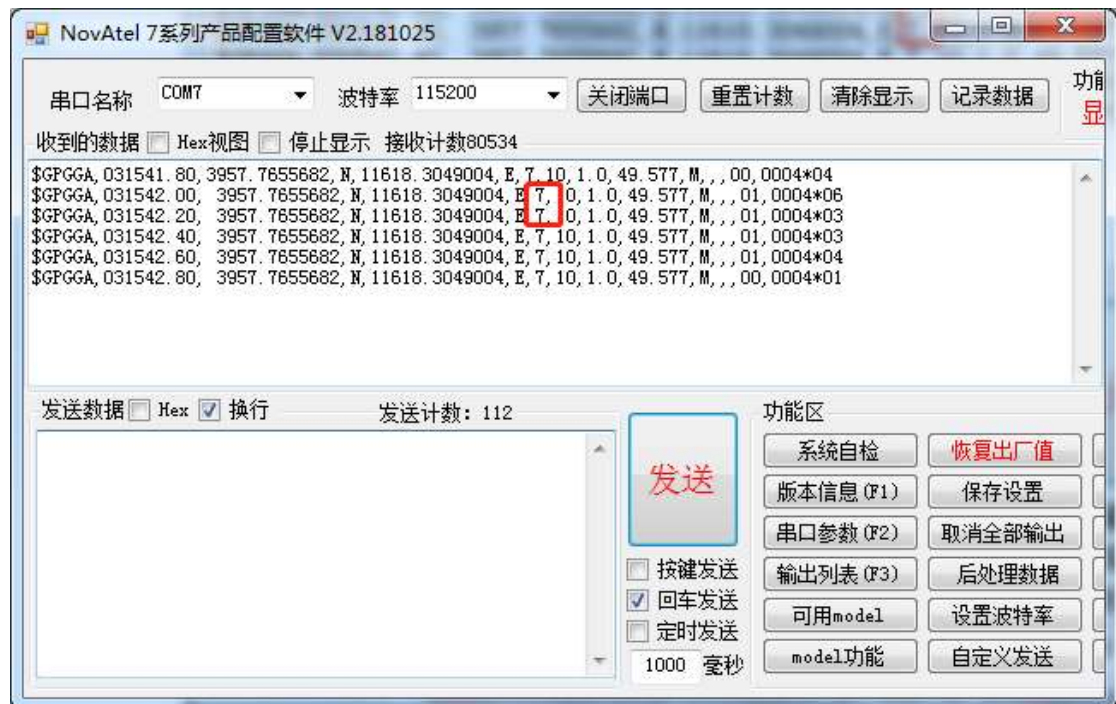 NovAtel 7系列产品配置软件 V2.181025
串口名称 COM7 波特率 115200 关闭端口 重置计数 清除显示 记录数据 功能
显
收到的数据 Hex视图 停止显示 接收计数80534
$GPGGA,031541.80,3957.7655682,N,11618.3049004,E,7,10,1.0,49.577,M,,,00,0004*04
$GPGGA,031542.00, 3957.7655682,N,11618.3049004,E,7, 0,1.0,49.577,M,,,01,0004*06
$GPGGA,031542.20, 3957.7655682,N,11618.3049004,E,7, 0,1.0,49.577,M,,,01,0004*03
$GPGGA,031542.40, 3957.7655682,N,11618.3049004,E,7,10,1.0,49.577,M,,,01,0004*03
$GPGGA,031542.60, 3957.7655682,N,11618.3049004,E,7,10,1.0,49.577,M,,,01,0004*04
$GPGGA,031542.80, 3957.7655682,N,11618.3049004,E,7,10,1.0,49.577,M,,,00,0004*01
发送数据 Hex 换行 发送计数: 112
发送
按键发送
回车发送
定时发送
1000 毫秒
功能区
系统自检 恢复出厂值
版本信息(F1) 保存设置
串口参数(F2) 取消全部输出
输出列表(F3) 后处理数据
可用model 设置波特率
model功能 自定义发送